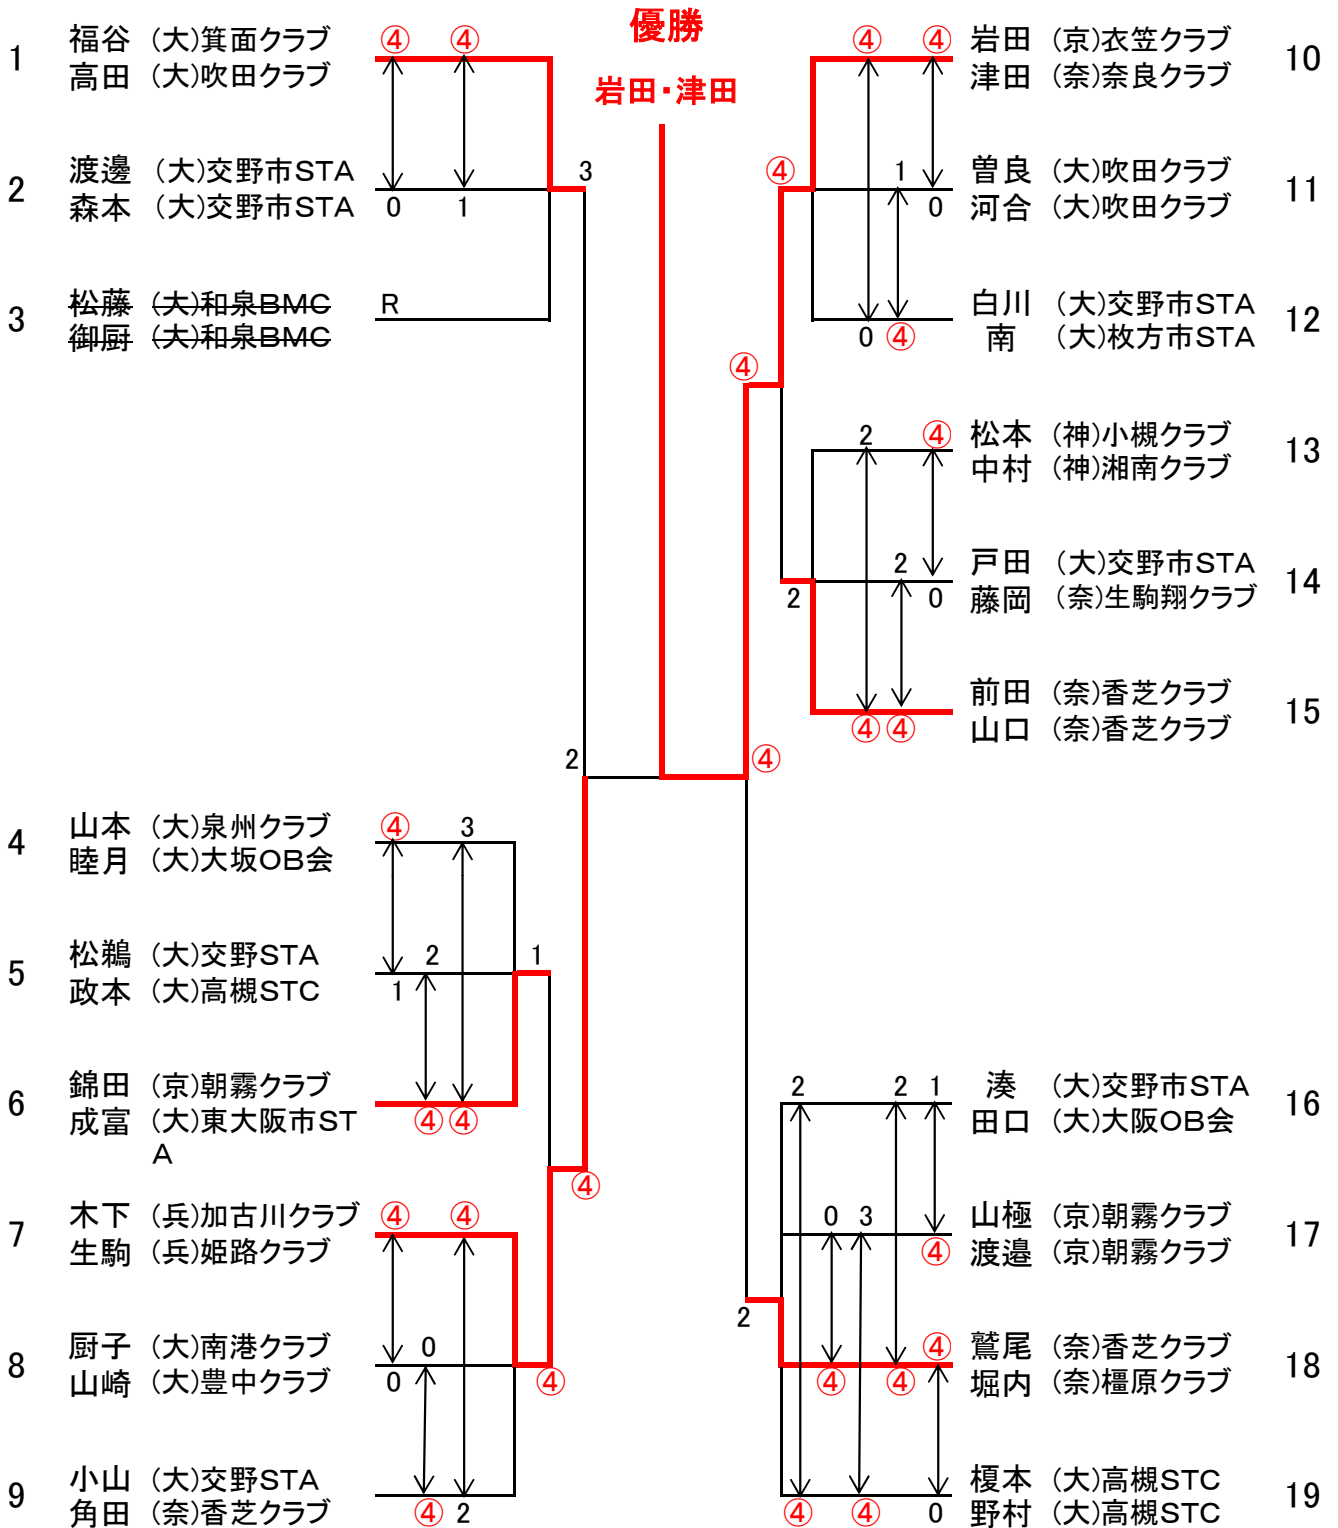 優勝
岩田・津田
1
福谷 (大)箕面クラブ
高田 (大)吹田クラブ
④ ④
2
渡邊 (大)交野市STA
森本 (大)交野市STA
0 1
3
3
松藤 (大)和泉BMC
御厨 (大)和泉BMC
R
2
4
山本 (大)泉州クラブ
睦月 (大)大坂OB会
④ 3
5
松鵜 (大)交野STA
政本 (大)高槻STC
1 2
1
6
錦田 (京)朝霧クラブ
成富 (大)東大阪市ST
A
④ ④
④
7
木下 (兵)加古川クラブ
生駒 (兵)姫路クラブ
④ ④
8
厨子 (大)南港クラブ
山崎 (大)豊中クラブ
0 0
④
9
小山 (大)交野STA
角田 (奈)香芝クラブ
④ 2
④ ④
岩田 (京)衣笠クラブ
津田 (奈)奈良クラブ
10
④
1 0
曽良 (大)吹田クラブ
河合 (大)吹田クラブ
11
0 ④
白川 (大)交野市STA
南 (大)枚方市STA
12
④
2 ④
松本 (神)小槻クラブ
中村 (神)湘南クラブ
13
2
2 0
戸田 (大)交野市STA
藤岡 (奈)生駒翔クラブ
14
④ ④
前田 (奈)香芝クラブ
山口 (奈)香芝クラブ
15
④
2 2 1
湊 (大)交野市STA
田口 (大)大阪OB会
16
0 3 ④
山極 (京)朝霧クラブ
渡邉 (京)朝霧クラブ
17
2
④ ④ ④
鷲尾 (奈)香芝クラブ
堀内 (奈)橿原クラブ
18
④ ④ 0
榎本 (大)高槻STC
野村 (大)高槻STC
19